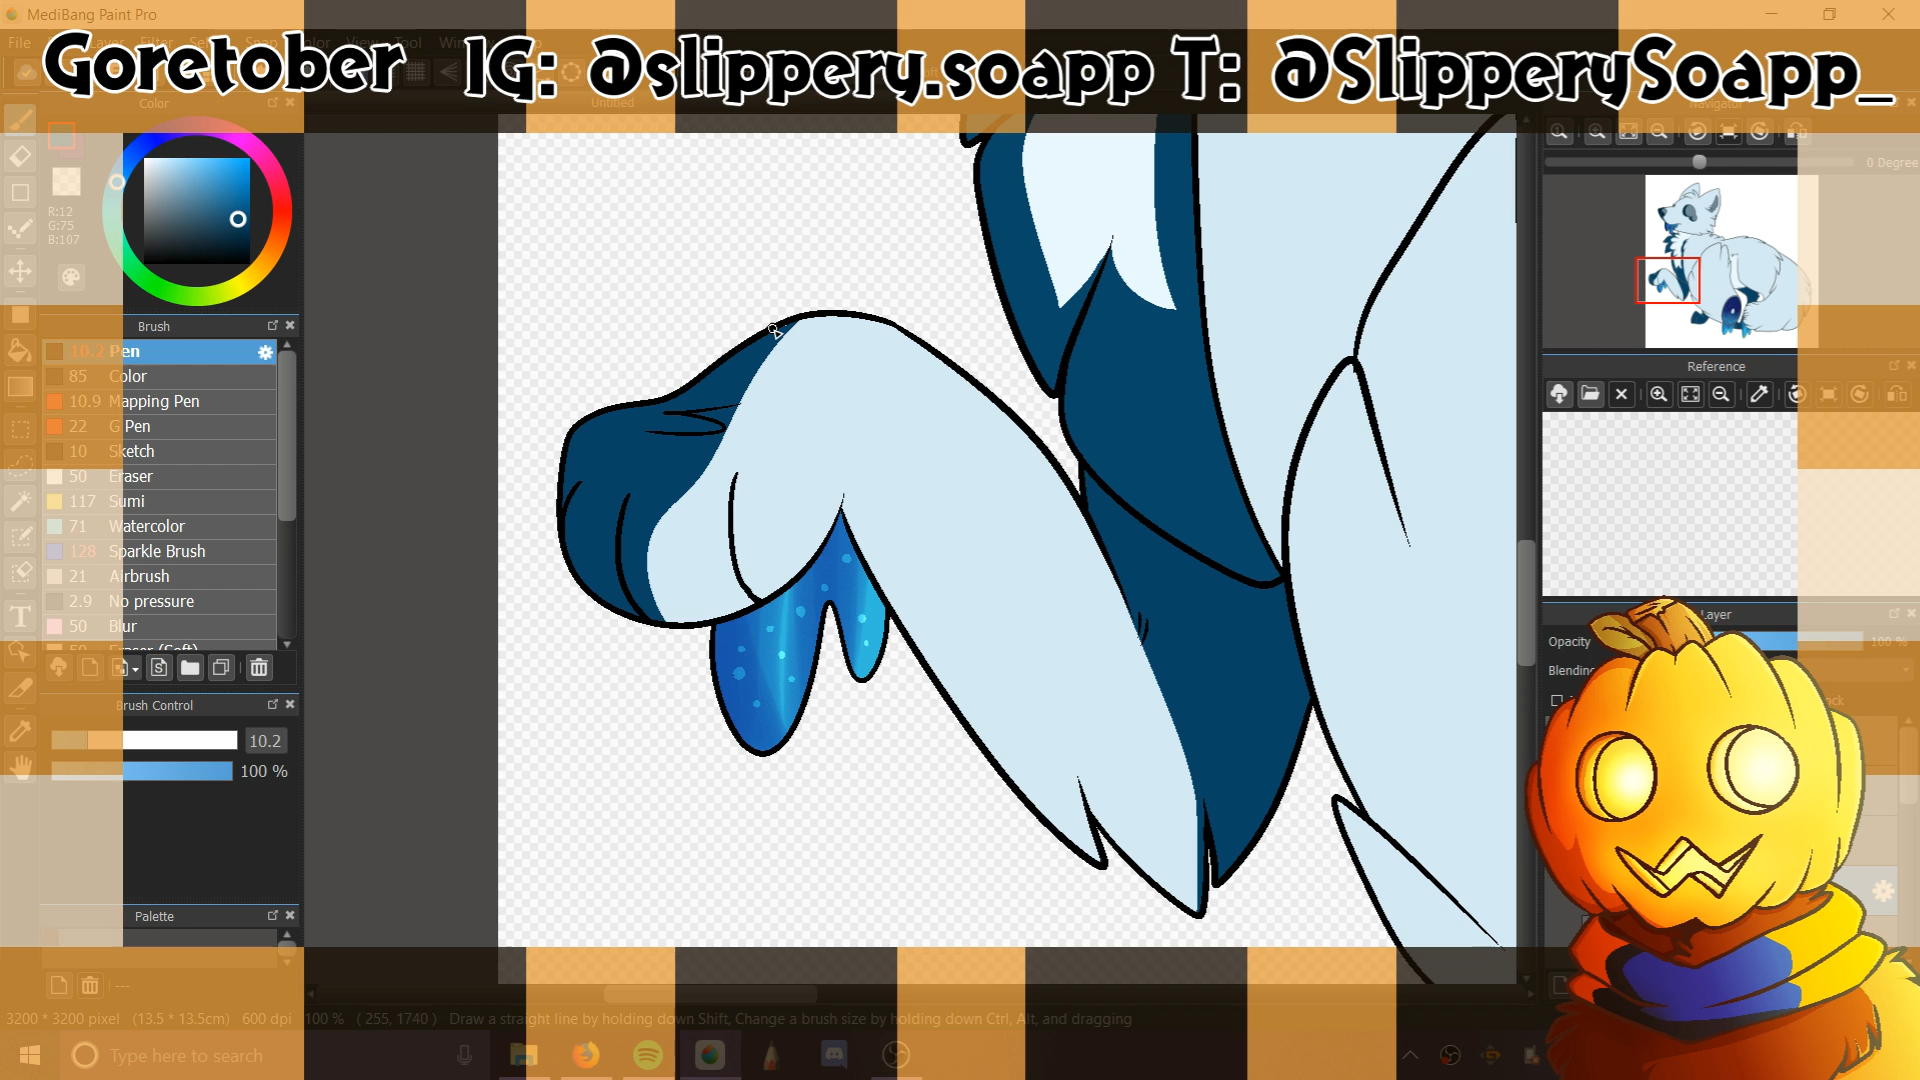 MediBang Paint Pro
Goretober IG: @slippery.soapp T: @SlipperySoapp_
File
Untitled
Color
Navigator
0 Degree
R:12
G:75
B:107
Brush
10.2 Pen
85 Color
10.9 Mapping Pen
22 G Pen
10 Sketch
50 Eraser
117 Sumi
71 Watercolor
128 Sparkle Brush
21 Airbrush
2.9 No pressure
50 Blur
Brush Control
10.2
100 %
Palette
---
Reference
Layer
Opacity
100 %
3200 * 3200 pixel (13.5 * 13.5cm) 600 dpi 100 % ( 255, 1740 ) Draw a straight line by holding down Shift, Change a brush size by holding down Ctrl, Alt, and dragging
Type here to search